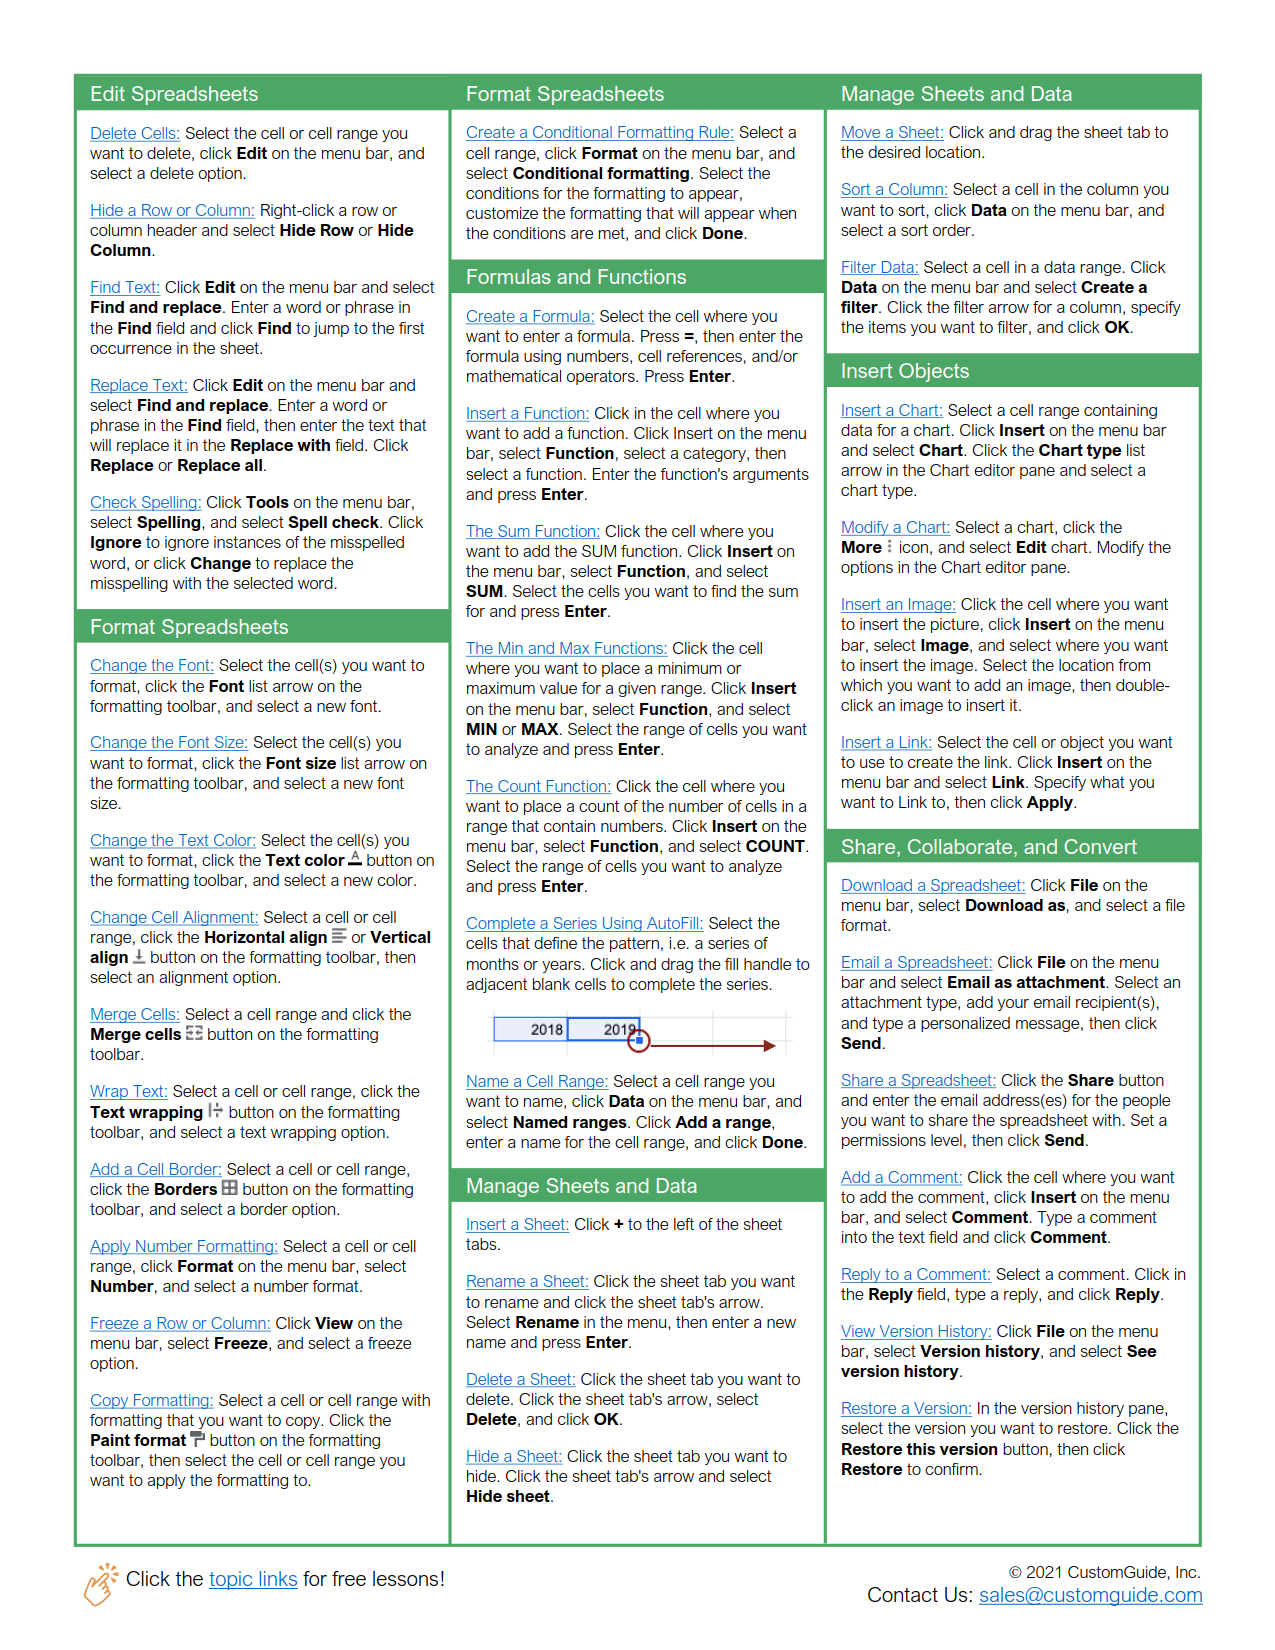 Edit Spreadsheets
Delete Cells: Select the cell or cell range you
want to delete, click Edit on the menu bar, and
select a delete option.
Hide a Row or Column: Right-click a row or
column header and select Hide Row or Hide
Column.
Find Text: Click Edit on the menu bar and select
Find and replace. Enter a word or phrase in
the Find field and click Find to jump to the first
occurrence in the sheet.
Replace Text: Click Edit on the menu bar and
select Find and replace. Enter a word or
phrase in the Find field, then enter the text that
will replace it in the Replace with field. Click
Replace or Replace all.
Check Spelling: Click Tools on the menu bar,
select Spelling, and select Spell check. Click
Ignore to ignore instances of the misspelled
word, or click Change to replace the
misspelling with the selected word.
Format Spreadsheets
Change the Font: Select the cell(s) you want to
format, click the Font list arrow on the
formatting toolbar, and select a new font.
Change the Font Size: Select the cell(s) you
want to format, click the Font size list arrow on
the formatting toolbar, and select a new font
size.
Change the Text Color: Select the cell(s) you
want to format, click the Text color A button on
the formatting toolbar, and select a new color.
Change Cell Alignment: Select a cell or cell
range, click the Horizontal align or Vertical
align button on the formatting toolbar, then
select an alignment option.
Merge Cells: Select a cell range and click the
Merge cells button on the formatting
toolbar.
Wrap Text: Select a cell or cell range, click the
Text wrapping button on the formatting
toolbar, and select a text wrapping option.
Add a Cell Border: Select a cell or cell range,
click the Borders button on the formatting
toolbar, and select a border option.
Apply Number Formatting: Select a cell or cell
range, click Format on the menu bar, select
Number, and select a number format.
Freeze a Row or Column: Click View on the
menu bar, select Freeze, and select a freeze
option.
Copy Formatting: Select a cell or cell range with
formatting that you want to copy. Click the
Paint format button on the formatting
toolbar, then select the cell or cell range you
want to apply the formatting to.
Format Spreadsheets
Create a Conditional Formatting Rule: Select a
cell range, click Format on the menu bar, and
select Conditional formatting. Select the
conditions for the formatting to appear,
customize the formatting that will appear when
the conditions are met, and click Done.
Formulas and Functions
Create a Formula: Select the cell where you
want to enter a formula. Press =, then enter the
formula using numbers, cell references, and/or
mathematical operators. Press Enter.
Insert a Function: Click in the cell where you
want to add a function. Click Insert on the menu
bar, select Function, select a category, then
select a function. Enter the function's arguments
and press Enter.
The Sum Function: Click the cell where you
want to add the SUM function. Click Insert on
the menu bar, select Function, and select
SUM. Select the cells you want to find the sum
for and press Enter.
The Min and Max Functions: Click the cell
where you want to place a minimum or
maximum value for a given range. Click Insert
on the menu bar, select Function, and select
MIN or MAX. Select the range of cells you want
to analyze and press Enter.
The Count Function: Click the cell where you
want to place a count of the number of cells in a
range that contain numbers. Click Insert on the
menu bar, select Function, and select COUNT.
Select the range of cells you want to analyze
and press Enter.
Complete a Series Using AutoFill: Select the
cells that define the pattern, i.e. a series of
months or years. Click and drag the fill handle to
adjacent blank cells to complete the series.
2018 2019
Name a Cell Range: Select a cell range you
want to name, click Data on the menu bar, and
select Named ranges. Click Add a range,
enter a name for the cell range, and click Done.
Manage Sheets and Data
Insert a Sheet: Click + to the left of the sheet
tabs.
Rename a Sheet: Click the sheet tab you want
to rename and click the sheet tab's arrow.
Select Rename in the menu, then enter a new
name and press Enter.
Delete a Sheet: Click the sheet tab you want to
delete. Click the sheet tab's arrow, select
Delete, and click OK.
Hide a Sheet: Click the sheet tab you want to
hide. Click the sheet tab's arrow and select
Hide sheet.
Manage Sheets and Data
Move a Sheet: Click and drag the sheet tab to
the desired location.
Sort a Column: Select a cell in the column you
want to sort, click Data on the menu bar, and
select a sort order.
Filter Data: Select a cell in a data range. Click
Data on the menu bar and select Create a
filter. Click the filter arrow for a column, specify
the items you want to filter, and click OK.
Insert Objects
Insert a Chart: Select a cell range containing
data for a chart. Click Insert on the menu bar
and select Chart. Click the Chart type list
arrow in the Chart editor pane and select a
chart type.
Modify a Chart: Select a chart, click the
More icon, and select Edit chart. Modify the
options in the Chart editor pane.
Insert an Image: Click the cell where you want
to insert the picture, click Insert on the menu
bar, select Image, and select where you want
to insert the image. Select the location from
which you want to add an image, then double-
click an image to insert it.
Insert a Link: Select the cell or object you want
to use to create the link. Click Insert on the
menu bar and select Link. Specify what you
want to Link to, then click Apply.
Share, Collaborate, and Convert
Download a Spreadsheet: Click File on the
menu bar, select Download as, and select a file
format.
Email a Spreadsheet: Click File on the menu
bar and select Email as attachment. Select an
attachment type, add your email recipient(s),
and type a personalized message, then click
Send.
Share a Spreadsheet: Click the Share button
and enter the email address(es) for the people
you want to share the spreadsheet with. Set a
permissions level, then click Send.
Add a Comment: Click the cell where you want
to add the comment, click Insert on the menu
bar, and select Comment. Type a comment
into the text field and click Comment.
Reply to a Comment: Select a comment. Click in
the Reply field, type a reply, and click Reply.
View Version History: Click File on the menu
bar, select Version history, and select See
version history.
Restore a Version: In the version history pane,
select the version you want to restore. Click the
Restore this version button, then click
Restore to confirm.
Click the topic links for free lessons!
© 2021 CustomGuide, Inc.
Contact Us: sales@customguide.com